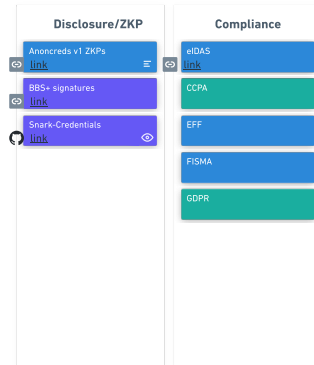 Disclosure/ZKP
Anoncreds v1 ZKPs
link
BBS+ signatures
link
Snark-Credentials
link
Compliance
eIDAS
link
CCPA
EFF
FISMA
GDPR